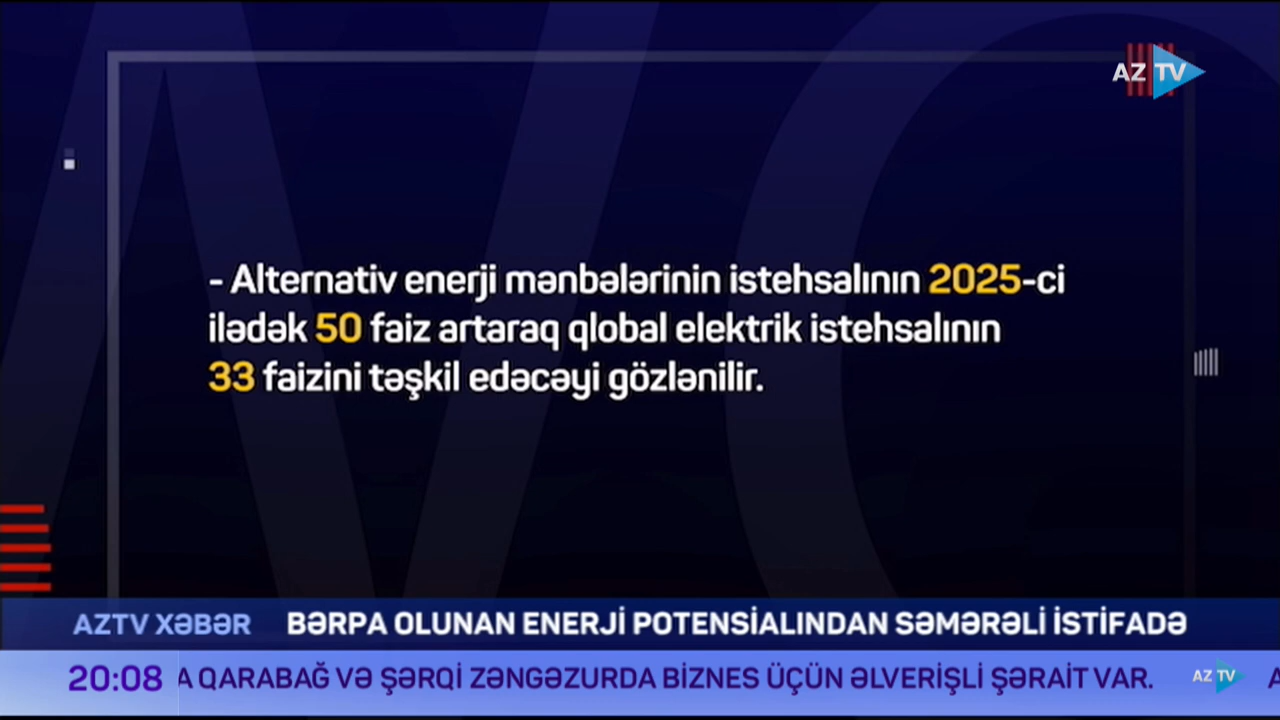 AZ TV
- Alternativ enerji mənbələrinin istehsalının 2025-ci
ilədək 50 faiz artaraq qlobal elektrik istehsalının
33 faizini təşkil edəcəyi gözlənilir.
AZTV XƏBƏR BƏRPA OLUNAN ENERJİ POTENSİALINDAN SƏMƏRƏLİ İSTİFADƏ
20:08 A QARABAĞ VƏ ŞƏRQİ ZƏNGƏZURDA BİZNES ÜÇÜN ƏLVERİŞLİ ŞƏRAİT VAR. AZ TV